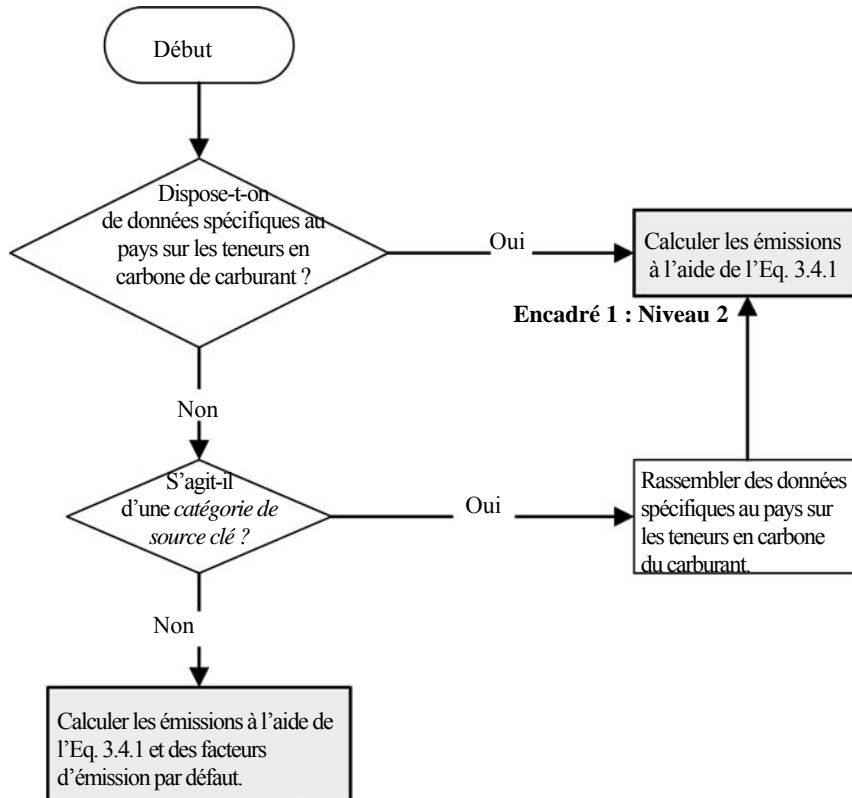 Début
Dispose-t-on
de données spécifiques au
pays sur les teneurs en
carbone de carburant ?
Oui
Calculer les émissions
à l’aide de l’Eq. 3.4.1
Encadré 1 : Niveau 2
Non
S’agit-il
d’une catégorie de
source clé ?
Oui
Rassembler des données
spécifiques au pays sur
les teneurs en carbone
du carburant.
Non
Calculer les émissions à l’aide de
l’Eq. 3.4.1 et des facteurs
d’émission par défaut.